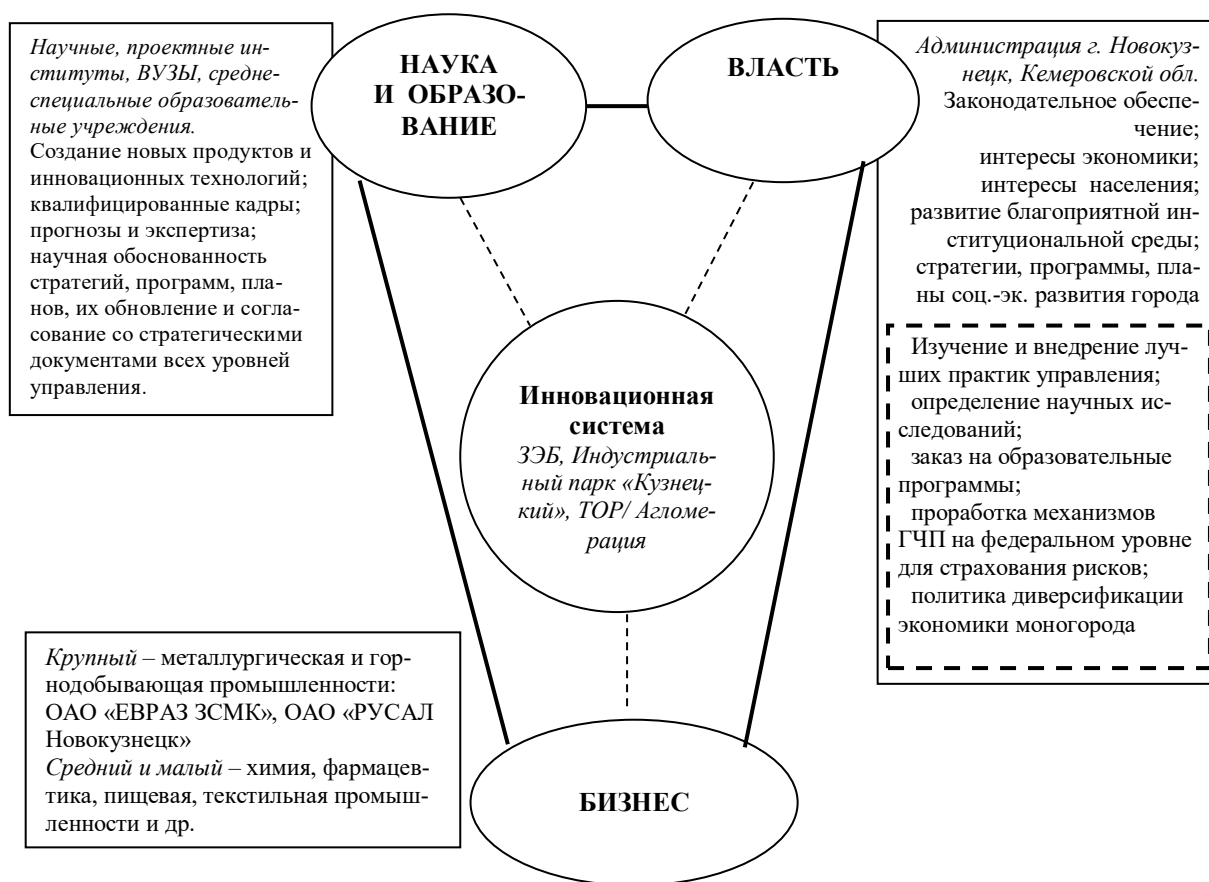 Научные, проектные ин-
ституты, ВУЗЫ, средне-
специальные образователь-
ные учреждения.
Создание новых продуктов и
инновационных технологий;
квалифицированные кадры;
прогнозы и экспертиза;
научная обоснованность
стратегий, программ, пла-
нов, их обновление и согла-
сование со стратегическими
документами всех уровней
управления.
НАУКА
И ОБРАЗО-
ВАНИЕ
ВЛАСТЬ
Администрация г. Новокуз-
нецк, Кемеровской обл.
Законодательное обеспе-
чение;
интересы экономики;
интересы населения;
развитие благоприятной ин-
ституциональной среды;
стратегии, программы, пла-
ны соц.-эк. развития города
Изучение и внедрение луч-
ших практик управления;
определение научных ис-
следований;
заказ на образовательные
программы;
проработка механизмов
ГЧП на федеральном уровне
для страхования рисков;
политика диверсификации
экономики моногорода
Инновационная
система
ЗЭБ, Индустриаль-
ный парк «Кузнец-
кий», ТОР/ Агломе-
рация
Крупный – металлургическая и гор-
нодобывающая промышленности:
ОАО «ЕВРАЗ ЗСМК», ОАО «РУСАЛ
Новокузнецк»
Средний и малый – химия, фармацев-
тика, пищевая, текстильная промыш-
ленности и др.
БИЗНЕС